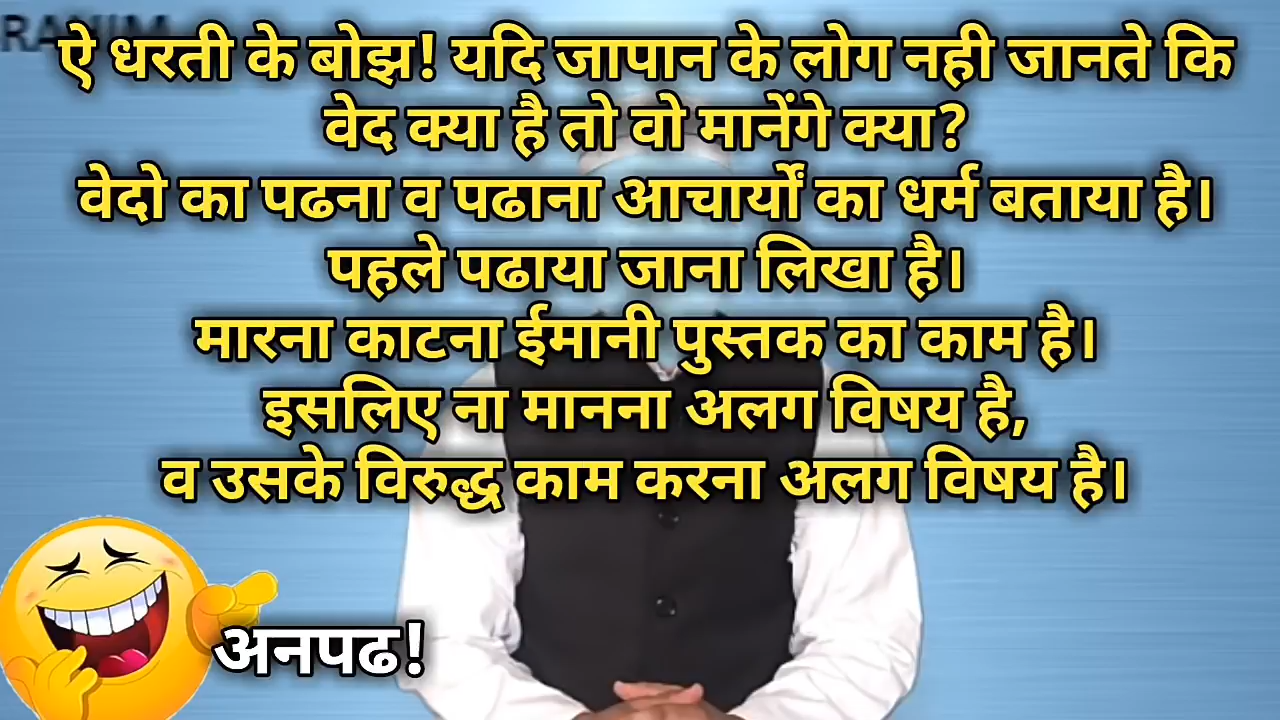 RAHIM
ऐ धरती के बोझ! यदि जापान के लोग नही जानते कि
वेद क्या है तो वो मानेंगे क्या?
वेदो का पढना व पढाना आचार्यों का धर्म बताया है।
पहले पढाया जाना लिखा है।
मारना काटना ईमानी पुस्तक का काम है।
इसलिए ना मानना अलग विषय है,
व उसके विरुद्ध काम करना अलग विषय है।
अनपढ!